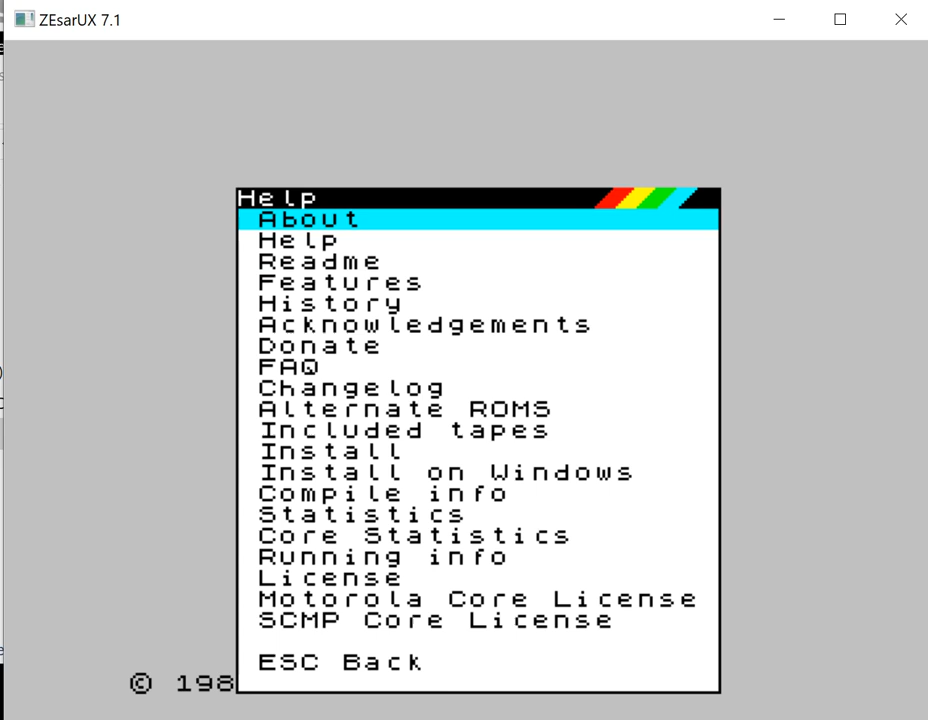 ZEsarUX 7.1
Help
About
Help
Readme
Features
History
Acknowledgements
Donate
FAQ
Changelog
Alternate ROMS
Included tapes
Install
Install on Windows
Compile info
Statistics
Core Statistics
Running info
License
Motorola Core License
SCMP Core License
ESC Back
© 198